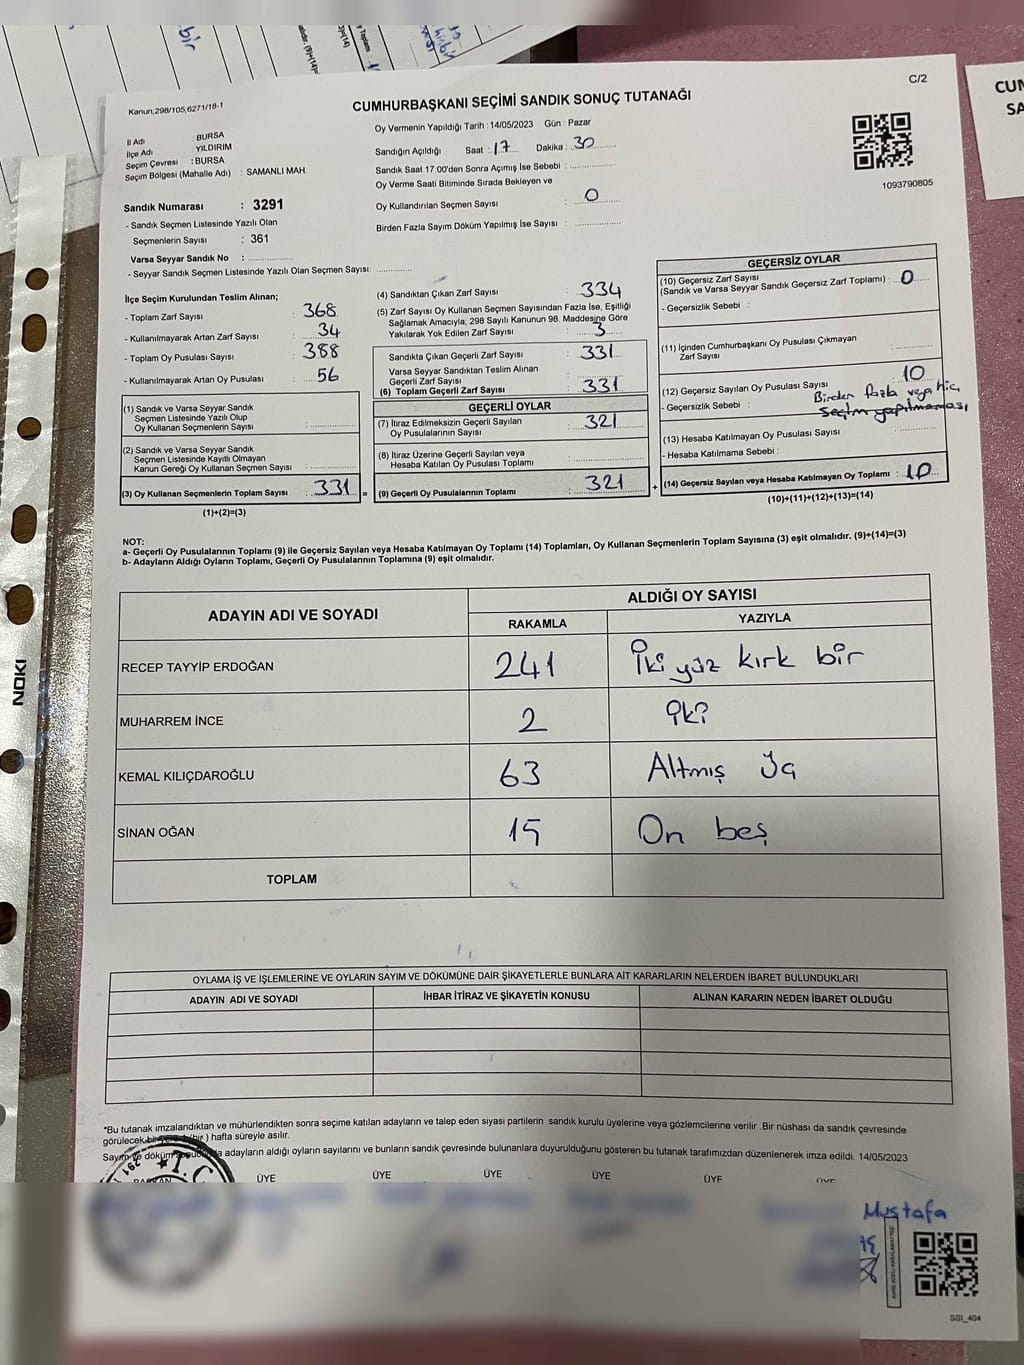 C/2
Kanun,298/105,6271/18-1
CUMHURBAŞKANI SEÇİMİ SANDIK SONUÇ TUTANAĞI
İl Adı : BURSA
İlçe Adı : YILDIRIM
Seçim Çevresi : BURSA
Seçim Bölgesi (Mahalle Adı) : SAMANLI MAH.
Oy Vermenin Yapıldığı Tarih : 14/05/2023 Gün : Pazar
Sandığın Açıldığı Saat : 17 Dakika : 30
Sandık Saat 17:00'den Sonra Açımış İse Sebebi :
Oy Verme Saati Bitiminde Sırada Bekleyen ve
Oy Kullandırılan Seçmen Sayısı : 0
Birden Fazla Sayım Döküm Yapılmış İse Sayısı :
1093790805
Sandık Numarası : 3291
- Sandık Seçmen Listesinde Yazılı Olan
Seçmenlerin Sayısı : 361
Varsa Seyyar Sandık No :
- Seyyar Sandık Seçmen Listesinde Yazılı Olan Seçmen Sayısı:
İlçe Seçim Kurulundan Teslim Alınan;
- Toplam Zarf Sayısı : 368
- Kullanılmayarak Artan Zarf Sayısı : 34
- Toplam Oy Pusulası Sayısı : 388
- Kullanılmayarak Artan Oy Pusulası : 56
(1) Sandık ve Varsa Seyyar Sandık
Seçmen Listesinde Yazılı Olup
Oy Kullanan Seçmenlerin Sayısı :
(2) Sandık ve Varsa Seyyar Sandık
Seçmen Listesinde Kayıtlı Olmayan
Kanun Gereği Oy Kullanan Seçmen Sayısı :
(3) Oy Kullanan Seçmenlerin Toplam Sayısı : 331 =
(1)+(2)=(3)
(4) Sandıktan Çıkan Zarf Sayısı : 334
(5) Zarf Sayısı Oy Kullanan Seçmen Sayısından Fazla İse, Eşitliği
Sağlamak Amacıyla, 298 Sayılı Kanunun 98. Maddesine Göre
Yakılarak Yok Edilen Zarf Sayısı : 3
Sandıkta Çıkan Geçerli Zarf Sayısı : 331
Varsa Seyyar Sandıktan Teslim Alınan
Geçerli Zarf Sayısı :
(6) Toplam Geçerli Zarf Sayısı : 331
GEÇERLİ OYLAR
(7) İtiraz Edilmeksizin Geçerli Sayılan
Oy Pusulalarının Sayısı : 321
(8) İtiraz Üzerine Geçerli Sayılan veya
Hesaba Katılan Oy Pusulası Toplamı :
(9) Geçerli Oy Pusulalarının Toplamı : 321 +
GEÇERSİZ OYLAR
(10) Geçersiz Zarf Sayısı
(Sandık ve Varsa Seyyar Sandık Geçersiz Zarf Toplamı) : 0
- Geçersizlik Sebebi :
(11) İçinden Cumhurbaşkanı Oy Pusulası Çıkmayan
Zarf Sayısı :
(12) Geçersiz Sayılan Oy Pusulası Sayısı : 10
- Geçersizlik Sebebi : Birden fazla veya hiç
seçim yapılmaması
(13) Hesaba Katılmayan Oy Pusulası Sayısı :
- Hesaba Katılmama Sebebi :
(14) Geçersiz Sayılan veya Hesaba Katılmayan Oy Toplamı : 10
(10)+(11)+(12)+(13)=(14)
NOT:
a- Geçerli Oy Pusulalarının Toplamı (9) ile Geçersiz Sayılan veya Hesaba Katılmayan Oy Toplamı (14) Toplamları, Oy Kullanan Seçmenlerin Toplam Sayısına (3) eşit olmalıdır. (9)+(14)=(3)
b- Adayların Aldığı Oyların Toplamı, Geçerli Oy Pusulalarının Toplamına (9) eşit olmalıdır.
ADAYIN ADI VE SOYADI
ALDIĞI OY SAYISI
RAKAMLA YAZIYLA
RECEP TAYYİP ERDOĞAN 241 İki yüz kırk bir
MUHARREM İNCE 2 İki
KEMAL KILIÇDAROĞLU 63 Altmış
SİNAN OĞAN 15 On beş
TOPLAM
OYLAMA İŞ VE İŞLEMLERİNE VE OYLARIN SAYIM VE DÖKÜMÜNE DAİR ŞİKAYETLERLE BUNLARA AİT KARARLARIN NELERDEN İBARET BULUNDUKLARI
ADAYIN ADI VE SOYADI İHBAR İTİRAZ VE ŞİKAYETİN KONUSU ALINAN KARARIN NEDEN İBARET OLDUĞU
*Bu tutanak imzalandıktan ve mühürlendikten sonra seçime katılan adayların ve talep eden siyasi partilerin sandık kurulu üyelerine veya gözlemcilerine verilir .Bir nüshası da sandık çevresinde
görülecek bir (bir ) hafta süreyle asılır.
Sayım ve döküm adayların aldığı oyların sayılarını ve bunların sandık çevresinde bulunanlara duyurulduğunu gösteren bu tutanak tarafımızdan düzenlenerek imza edildi. 14/05/2023
BAŞKAN ÜYE ÜYE ÜYE ÜYE ÜYE ÜYE
Mustafa
SSI_404
NOKI